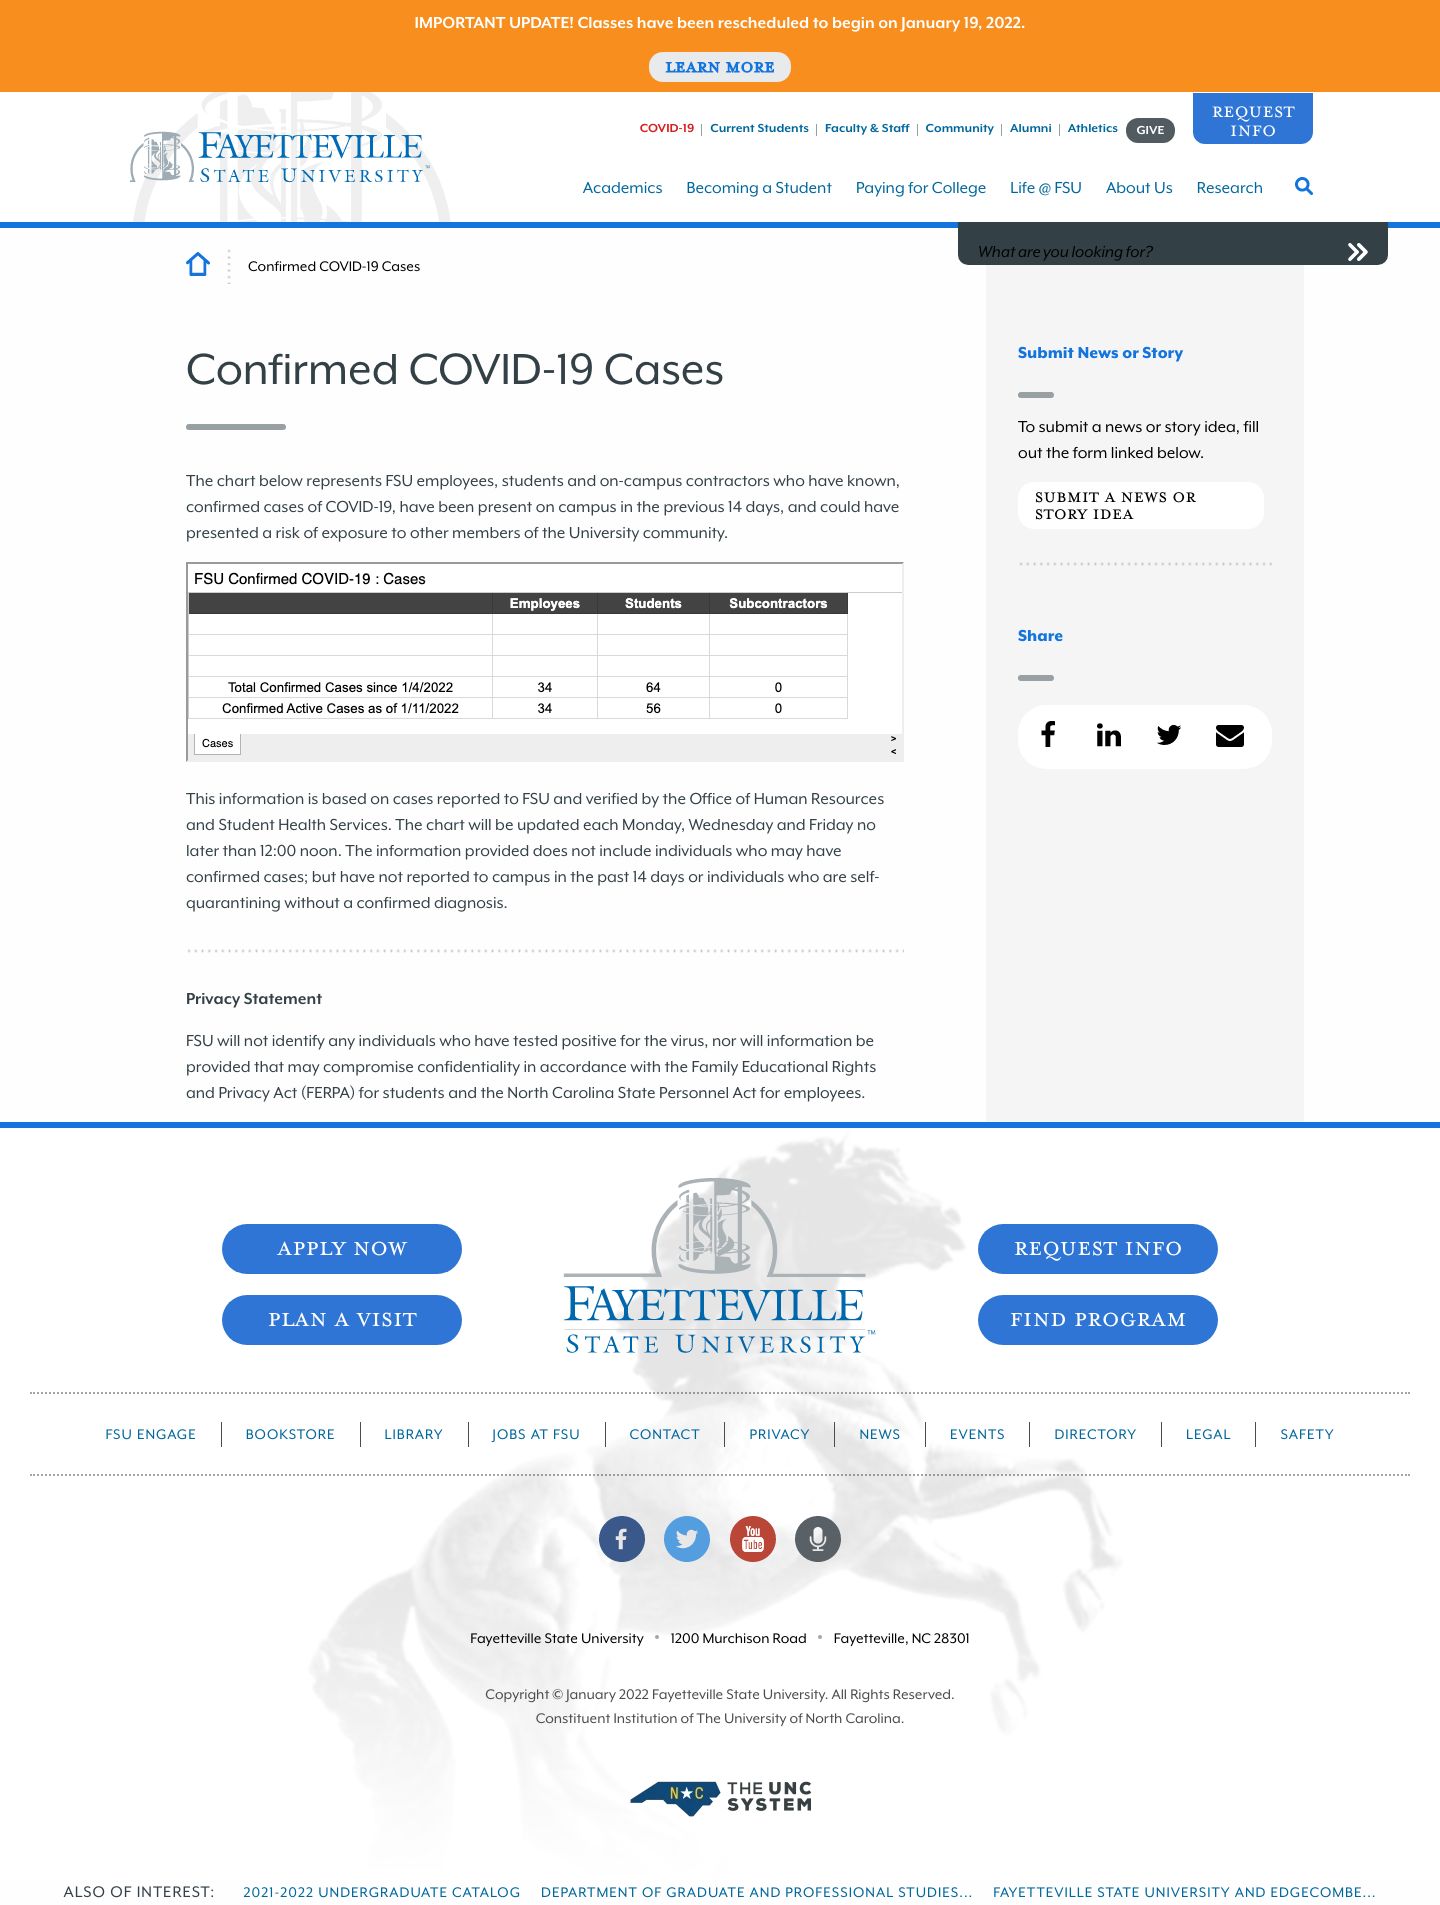 IMPORTANT UPDATE! Classes have been rescheduled to begin on January 19, 2022.
LEARN MORE
FAYETTEVILLE
STATE UNIVERSITY™
COVID-19 | Current Students | Faculty & Staff | Community | Alumni | Athletics GIVE
REQUEST
INFO
Academics Becoming a Student Paying for College Life @ FSU About Us Research
What are you looking for?
Confirmed COVID-19 Cases
Confirmed COVID-19 Cases
The chart below represents FSU employees, students and on-campus contractors who have known,
confirmed cases of COVID-19, have been present on campus in the previous 14 days, and could have
presented a risk of exposure to other members of the University community.
FSU Confirmed COVID-19 : Cases
Employees Students Subcontractors
Total Confirmed Cases since 1/4/2022 34 64 0
Confirmed Active Cases as of 1/11/2022 34 56 0
Cases
>
<
This information is based on cases reported to FSU and verified by the Office of Human Resources
and Student Health Services. The chart will be updated each Monday, Wednesday and Friday no
later than 12:00 noon. The information provided does not include individuals who may have
confirmed cases; but have not reported to campus in the past 14 days or individuals who are self-
quarantining without a confirmed diagnosis.
Privacy Statement
FSU will not identify any individuals who have tested positive for the virus, nor will information be
provided that may compromise confidentiality in accordance with the Family Educational Rights
and Privacy Act (FERPA) for students and the North Carolina State Personnel Act for employees.
Submit News or Story
To submit a news or story idea, fill
out the form linked below.
SUBMIT A NEWS OR
STORY IDEA
Share
APPLY NOW
PLAN A VISIT
FAYETTEVILLE
STATE UNIVERSITY™
REQUEST INFO
FIND PROGRAM
FSU ENGAGE | BOOKSTORE | LIBRARY | JOBS AT FSU | CONTACT | PRIVACY | NEWS | EVENTS | DIRECTORY | LEGAL | SAFETY
You
Tube
Fayetteville State University • 1200 Murchison Road • Fayetteville, NC 28301
Copyright © January 2022 Fayetteville State University. All Rights Reserved.
Constituent Institution of The University of North Carolina.
N★C THE UNC
SYSTEM
ALSO OF INTEREST: 2021-2022 UNDERGRADUATE CATALOG DEPARTMENT OF GRADUATE AND PROFESSIONAL STUDIES... FAYETTEVILLE STATE UNIVERSITY AND EDGECOMBE...